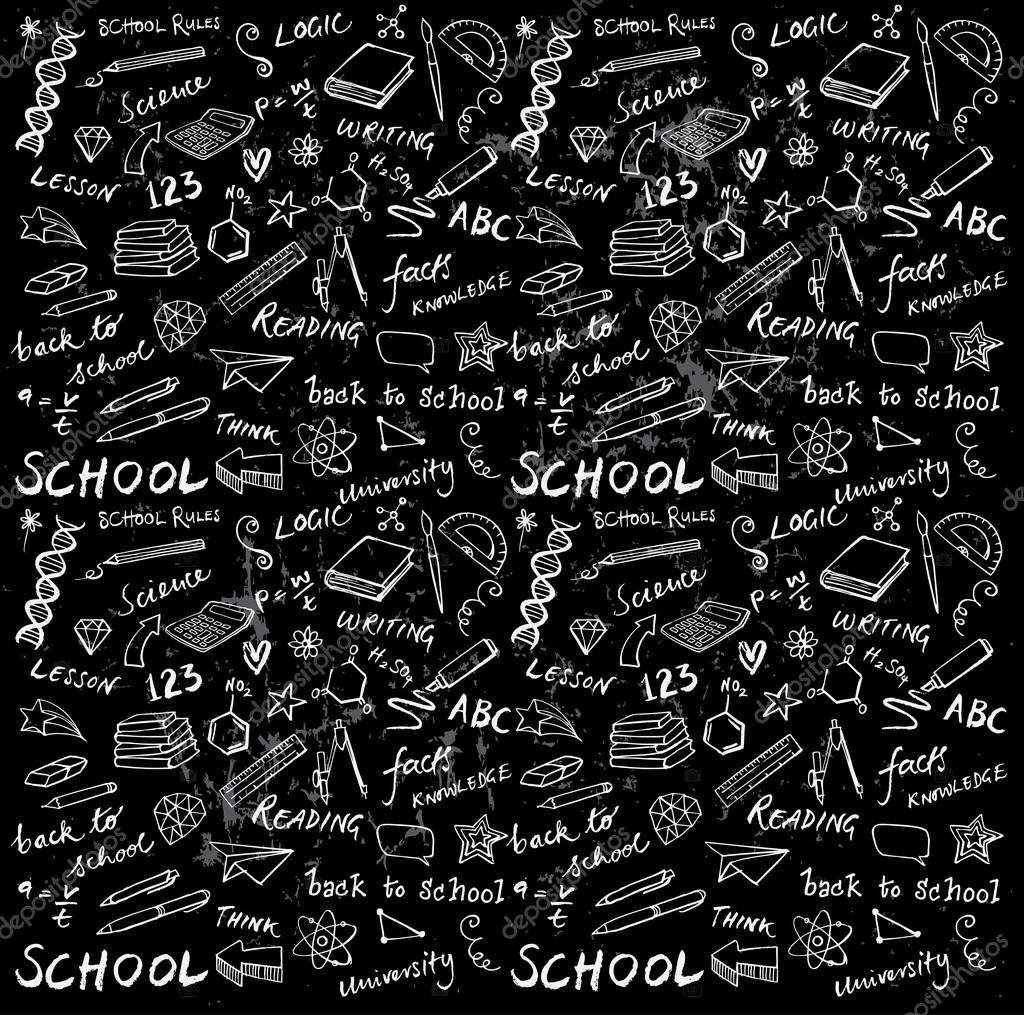 SCHOOL RULES
LOGIC
Science
P = w/x
WRITING
H₂SO₄
LESSON
123
NO₂
ABC
facts
KNOWLEDGE
READING
back to
school
back to school
a = v/t
THINK
SCHOOL
University
SCHOOL RULES
LOGIC
Science
P = w/x
WRITING
H₂SO₄
LESSON
123
NO₂
ABC
facts
KNOWLEDGE
READING
back to
school
back to school
a = v/t
THINK
SCHOOL
University
SCHOOL RULES
LOGIC
Science
P = w/x
WRITING
H₂SO₄
LESSON
123
NO₂
ABC
facts
KNOWLEDGE
READING
back to
school
back to school
a = v/t
THINK
SCHOOL
University
SCHOOL RULES
LOGIC
Science
P = w/x
WRITING
H₂SO₄
LESSON
123
NO₂
ABC
facts
KNOWLEDGE
READING
back to
school
back to school
a = v/t
THINK
SCHOOL
University
depositphotos